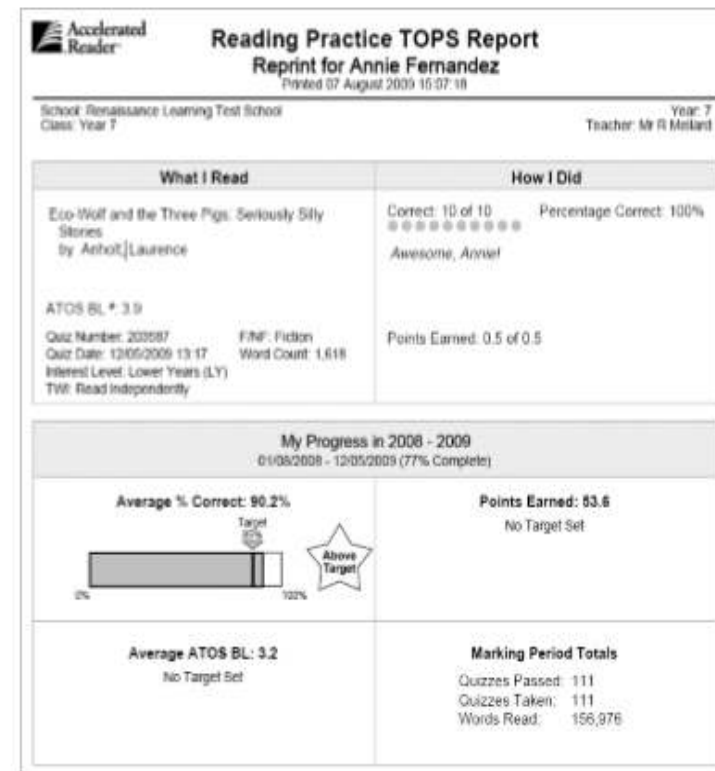 Accelerated
Reader
Reading Practice TOPS Report
Reprint for Annie Fernandez
Printed 07 August 2009 15:07:18
School: Renaissance Learning Test School
Class: Year 7
Year: 7
Teacher: Mr R Mellard
What I Read
Eco-Wolf and the Three Pigs: Seriously Silly
Stories
by Anholt, Laurence
ATOS BL *: 3.9
Quiz Number: 203587 F/NF: Fiction
Quiz Date: 12/05/2009 13:17 Word Count: 1,618
Interest Level: Lower Years (LY)
TWI: Read Independently
How I Did
Correct: 10 of 10 Percentage Correct: 100%
Awesome, Annie!
Points Earned: 0.5 of 0.5
My Progress in 2008 - 2009
01/08/2008 - 12/05/2009 (77% Complete)
Average % Correct: 90.2%
Target
Above
Target
0% 100%
Points Earned: 53.6
No Target Set
Average ATOS BL: 3.2
No Target Set
Marking Period Totals
Quizzes Passed: 111
Quizzes Taken: 111
Words Read: 156,976